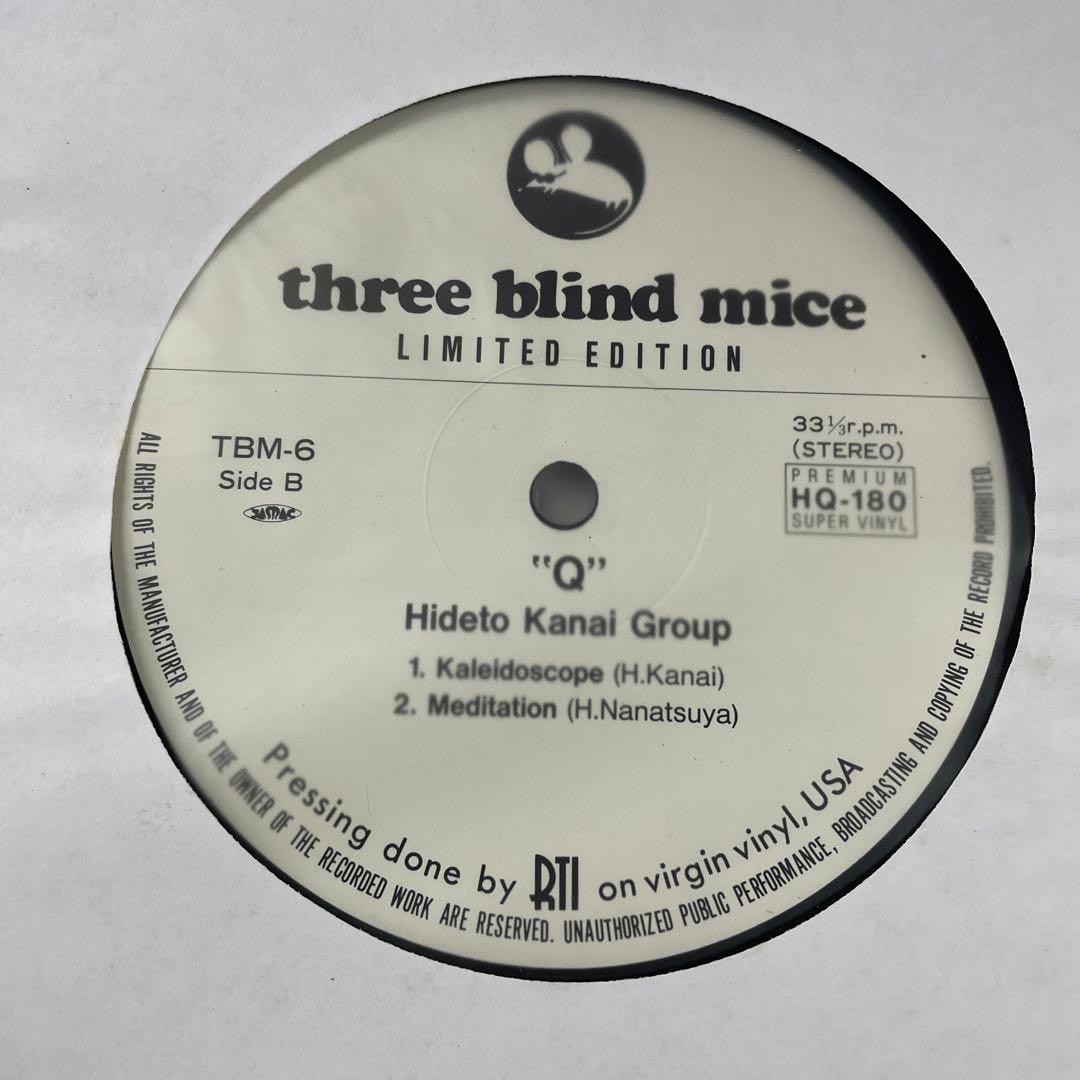 three blind mice
LIMITED EDITION
TBM-6
Side B
JASRAC
33⅓r.p.m.
(STEREO)
PREMIUM
HQ-180
SUPER VINYL
"Q"
Hideto Kanai Group
1. Kaleidoscope (H.Kanai)
2. Meditation (H.Nanatsuya)
Pressing done by RTI on virgin vinyl, USA
ALL RIGHTS OF THE MANUFACTURER AND OF THE OWNER OF THE RECORDED WORK ARE RESERVED. UNAUTHORIZED PUBLIC PERFORMANCE, BROADCASTING AND COPYING OF THE RECORD PROHIBITED.